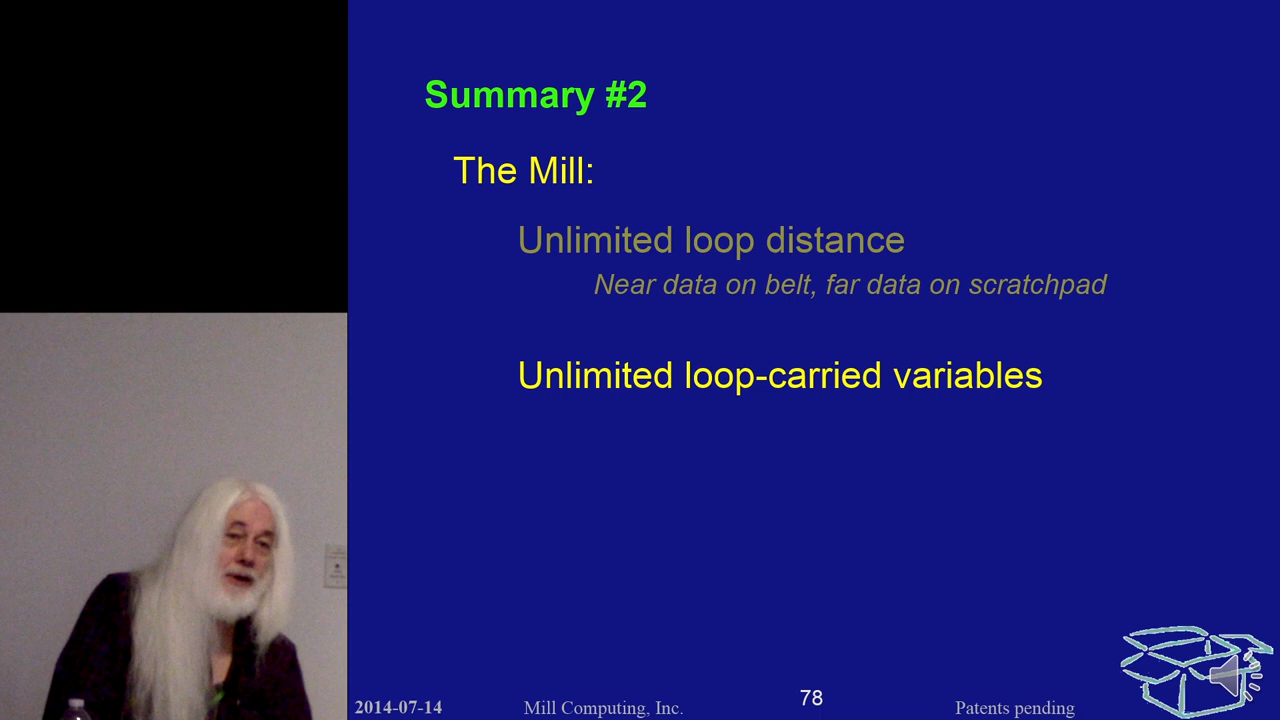 Summary #2
The Mill:
Unlimited loop distance
Near data on belt, far data on scratchpad
Unlimited loop-carried variables
2014-07-14 Mill Computing, Inc. 78 Patents pending